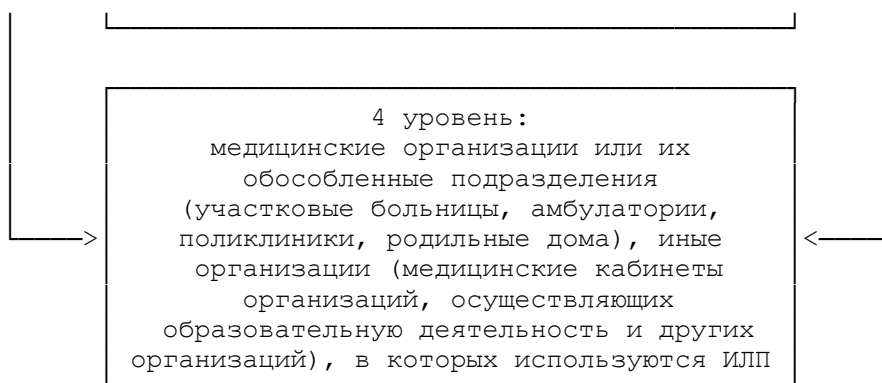 4 уровень:
медицинские организации или их
обособленные подразделения
(участковые больницы, амбулатории,
поликлиники, родильные дома), иные
организации (медицинские кабинеты
организаций, осуществляющих
образовательную деятельность и других
организаций), в которых используются ИЛП